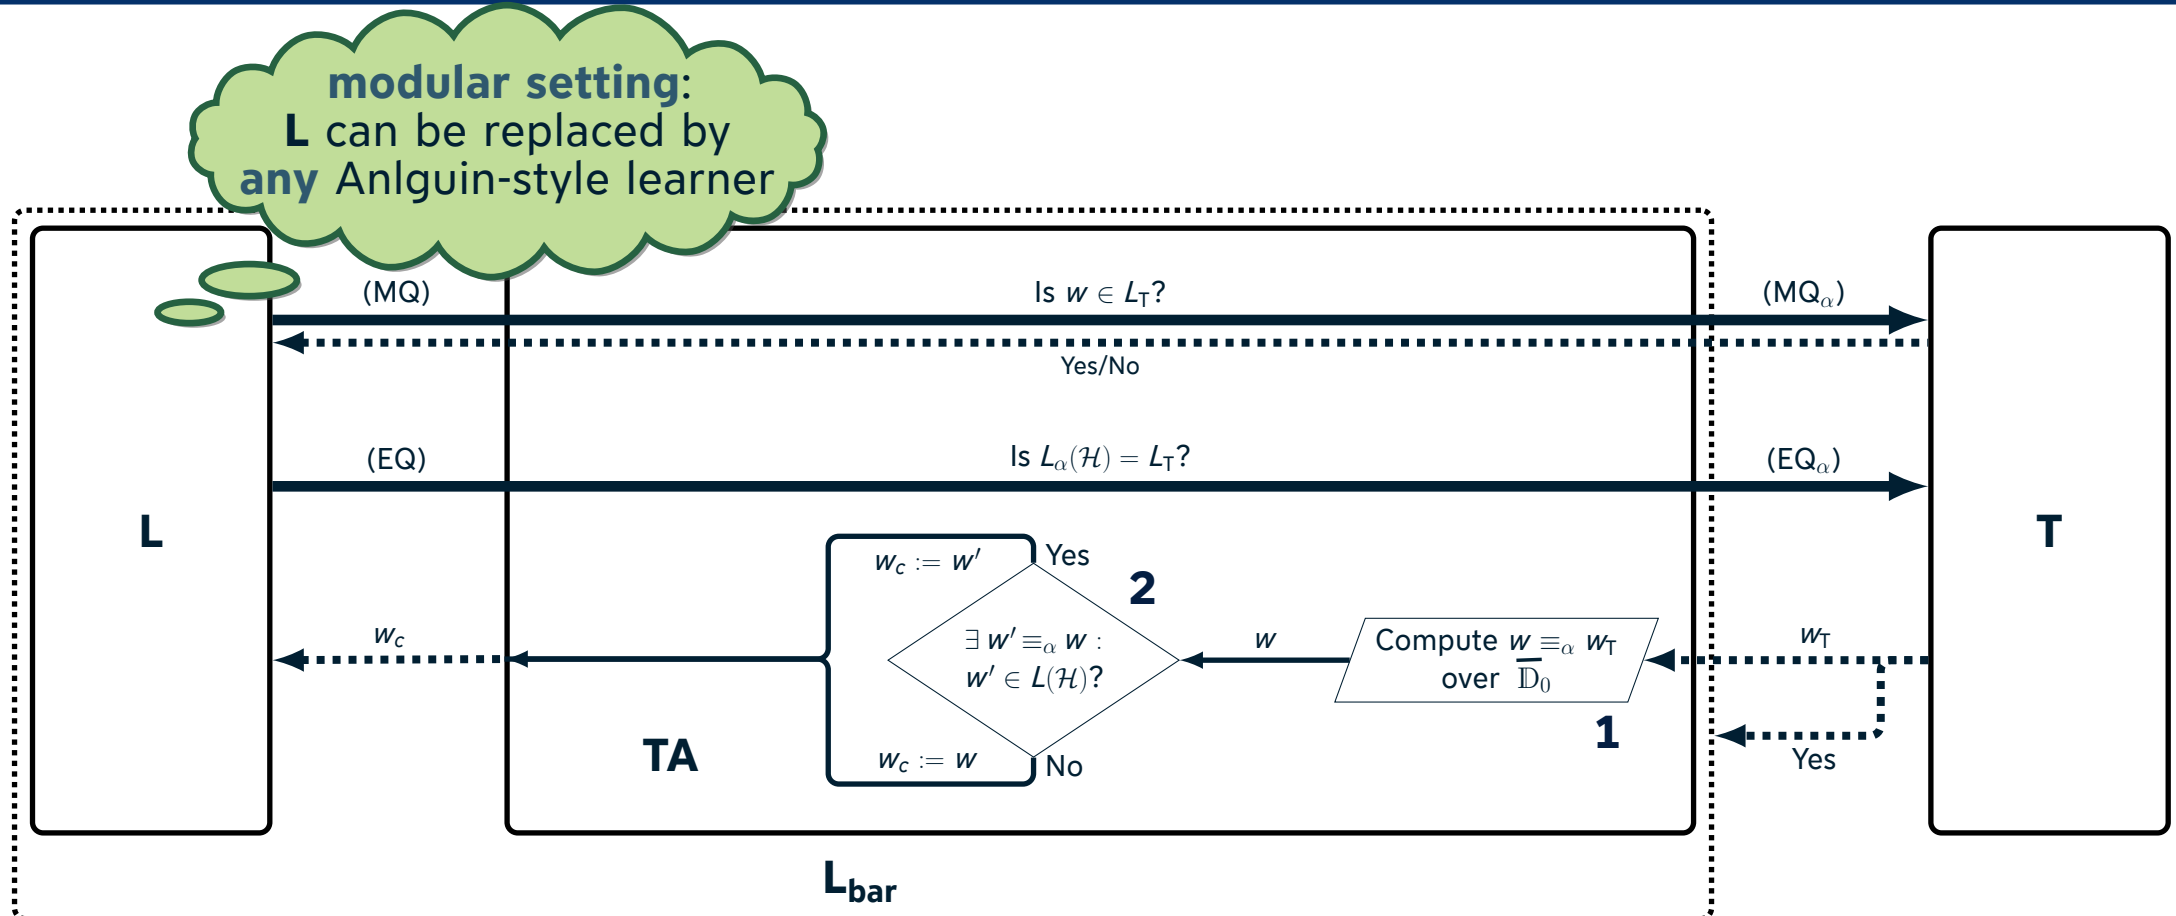 modular setting:
L can be replaced by
any Anlguin-style learner
(MQ)
Is w ∈ L_T?
(MQ_α)
Yes/No
(EQ)
Is L_α(ℋ) = L_T?
(EQ_α)
L
T
w_c := w′
Yes
2
∃ w′ ≡_α w :
w′ ∈ L(ℋ)?
w_c
w
Compute w ≡_α w_T
over 𝔻̅_0
w_T
1
TA
w_c := w
No
Yes
L_bar